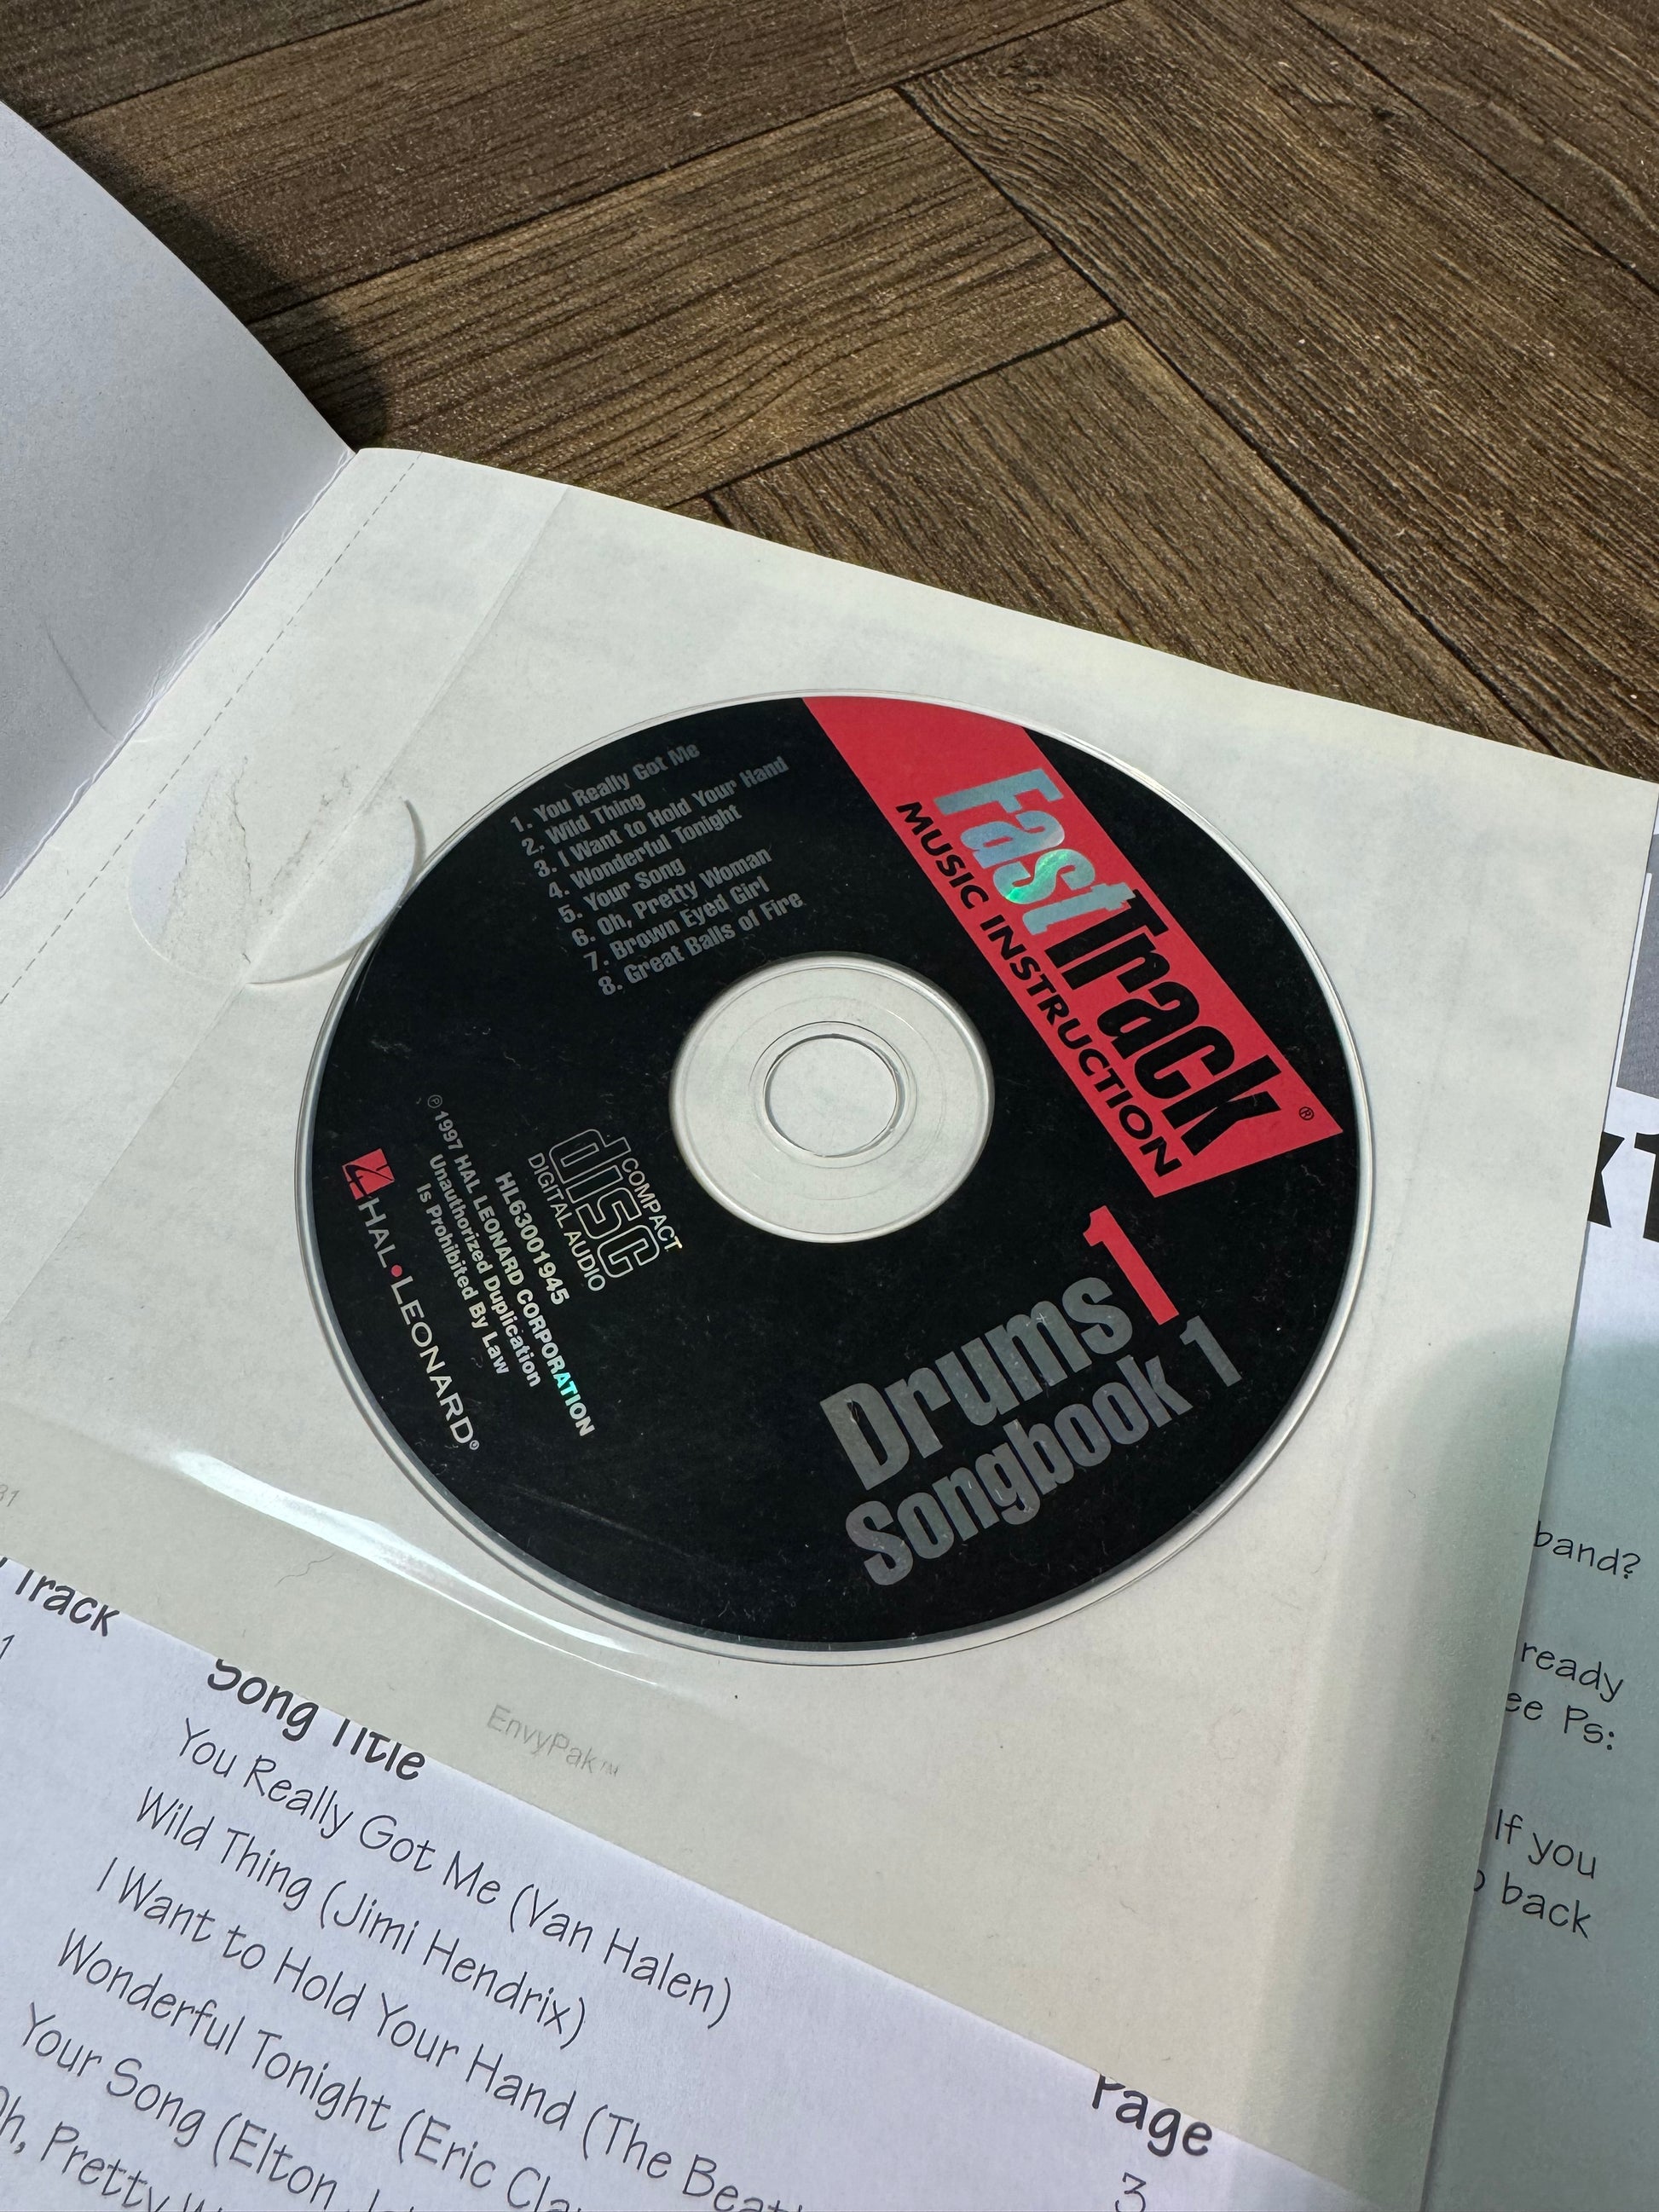 FastTrack®
MUSIC INSTRUCTION
1
Drums
Songbook 1
1. You Really Got Me
2. Wild Thing
3. I Want to Hold Your Hand
4. Wonderful Tonight
5. Your Song
6. Oh, Pretty Woman
7. Brown Eyed Girl
8. Great Balls of Fire
COMPACT
disc
DIGITAL AUDIO
HL63001945
℗ 1997 HAL LEONARD CORPORATION
Unauthorized Duplication
Is Prohibited By Law
HAL•LEONARD®
EnvyPak™
Track
Song Title
Page
1
You Really Got Me (Van Halen)
3
Wild Thing (Jimi Hendrix)
I Want to Hold Your Hand (The
Wonderful Tonight (Eric
Your Song (Elton
Pretty
band?
ready
Ps:
If you
back